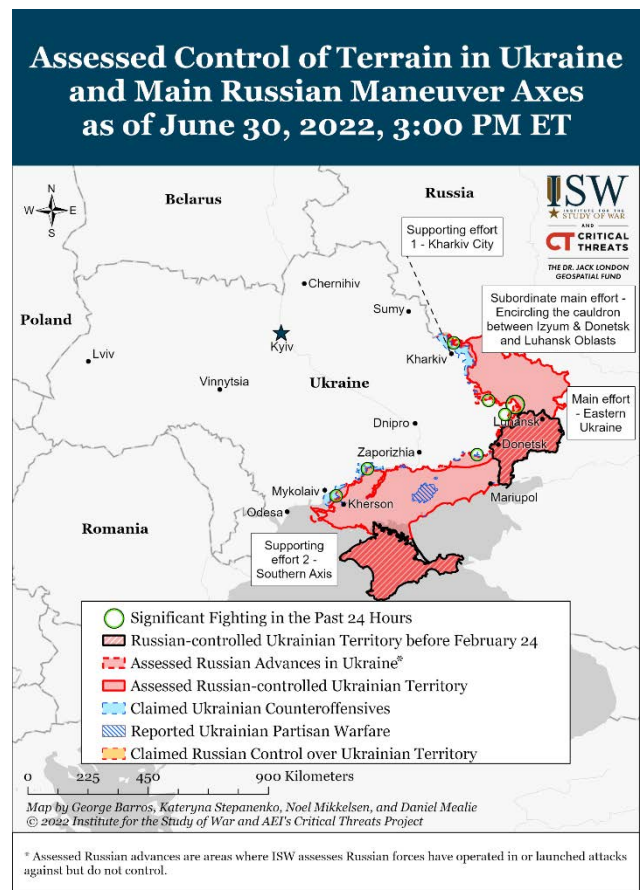 Assessed Control of Terrain in Ukraine
and Main Russian Maneuver Axes
as of June 30, 2022, 3:00 PM ET
N
W
E
S
Belarus
Russia
ISW
INSTITUTE FOR THE
STUDY OF WAR
AND
CT CRITICAL
THREATS
THE DR. JACK LONDON
GEOSPATIAL FUND
Supporting effort
1 - Kharkiv City
Chernihiv
Subordinate main effort -
Encircling the cauldron
between Izyum & Donetsk
and Luhansk Oblasts
Sumy
Poland
Kyiv
Kharkiv
Lviv
Vinnytsia
Ukraine
Main effort
- Eastern
Ukraine
Dnipro
Luhansk
Donetsk
Zaporizhia
Mykolaiv
Mariupol
Odesa
Kherson
Romania
Supporting
effort 2 -
Southern Axis
Significant Fighting in the Past 24 Hours
Russian-controlled Ukrainian Territory before February 24
Assessed Russian Advances in Ukraine*
Assessed Russian-controlled Ukrainian Territory
Claimed Ukrainian Counteroffensives
Reported Ukrainian Partisan Warfare
Claimed Russian Control over Ukrainian Territory
0 225 450 900 Kilometers
Map by George Barros, Kateryna Stepanenko, Noel Mikkelsen, and Daniel Mealie
© 2022 Institute for the Study of War and AEI's Critical Threats Project
* Assessed Russian advances are areas where ISW assesses Russian forces have operated in or launched attacks
against but do not control.